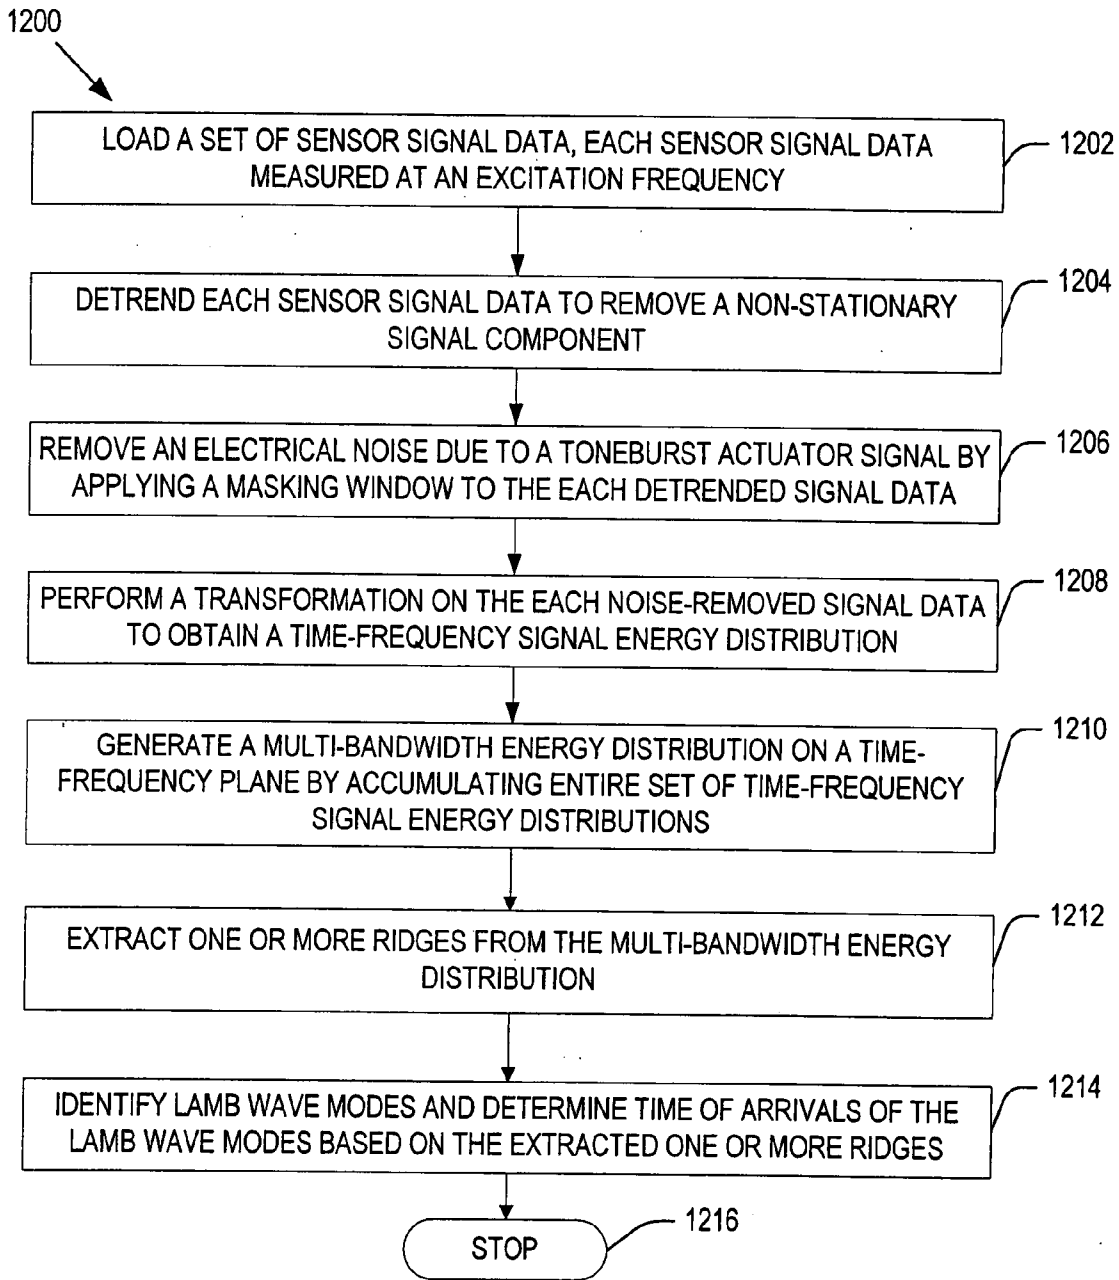 1200
LOAD A SET OF SENSOR SIGNAL DATA, EACH SENSOR SIGNAL DATA
MEASURED AT AN EXCITATION FREQUENCY
1202
DETREND EACH SENSOR SIGNAL DATA TO REMOVE A NON-STATIONARY
SIGNAL COMPONENT
1204
REMOVE AN ELECTRICAL NOISE DUE TO A TONEBURST ACTUATOR SIGNAL BY
APPLYING A MASKING WINDOW TO THE EACH DETRENDED SIGNAL DATA
1206
PERFORM A TRANSFORMATION ON THE EACH NOISE-REMOVED SIGNAL DATA
TO OBTAIN A TIME-FREQUENCY SIGNAL ENERGY DISTRIBUTION
1208
GENERATE A MULTI-BANDWIDTH ENERGY DISTRIBUTION ON A TIME-
FREQUENCY PLANE BY ACCUMULATING ENTIRE SET OF TIME-FREQUENCY
SIGNAL ENERGY DISTRIBUTIONS
1210
EXTRACT ONE OR MORE RIDGES FROM THE MULTI-BANDWIDTH ENERGY
DISTRIBUTION
1212
IDENTIFY LAMB WAVE MODES AND DETERMINE TIME OF ARRIVALS OF THE
LAMB WAVE MODES BASED ON THE EXTRACTED ONE OR MORE RIDGES
1214
STOP
1216